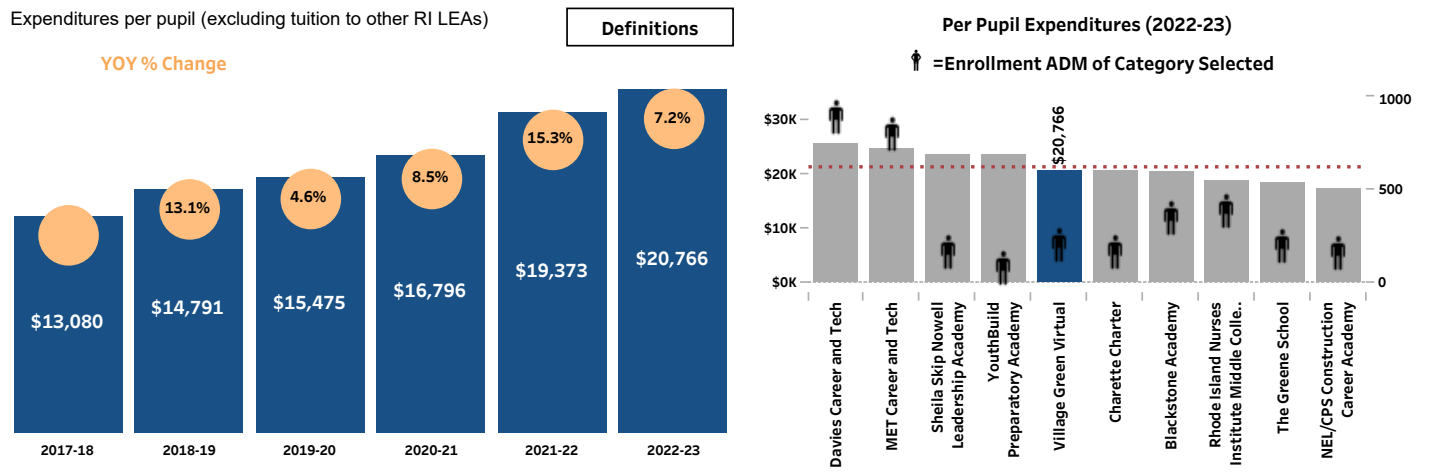 Expenditures per pupil (excluding tuition to other RI LEAs)
Definitions
YOY % Change
13.1%
4.6%
8.5%
15.3%
7.2%
$13,080
$14,791
$15,475
$16,796
$19,373
$20,766
2017-18
2018-19
2019-20
2020-21
2021-22
2022-23
Per Pupil Expenditures (2022-23)
=Enrollment ADM of Category Selected
$30K
$20K
$10K
$0K
$20,766
1000
500
0
Davies Career and Tech
MET Career and Tech
Sheila Skip Nowell
Leadership Academy
YouthBuild
Preparatory Academy
Village Green Virtual
Charette Charter
Blackstone Academy
Rhode Island Nurses
Institute Middle Colle..
The Greene School
NEL/CPS Construction
Career Academy